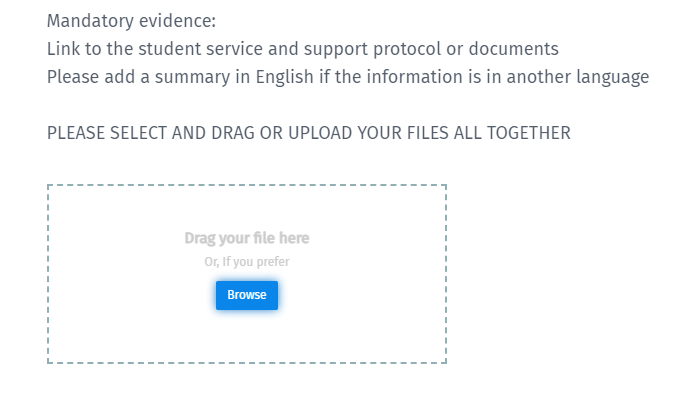 Mandatory evidence:
Link to the student service and support protocol or documents
Please add a summary in English if the information is in another language
PLEASE SELECT AND DRAG OR UPLOAD YOUR FILES ALL TOGETHER
Drag your file here
Or, If you prefer
Browse